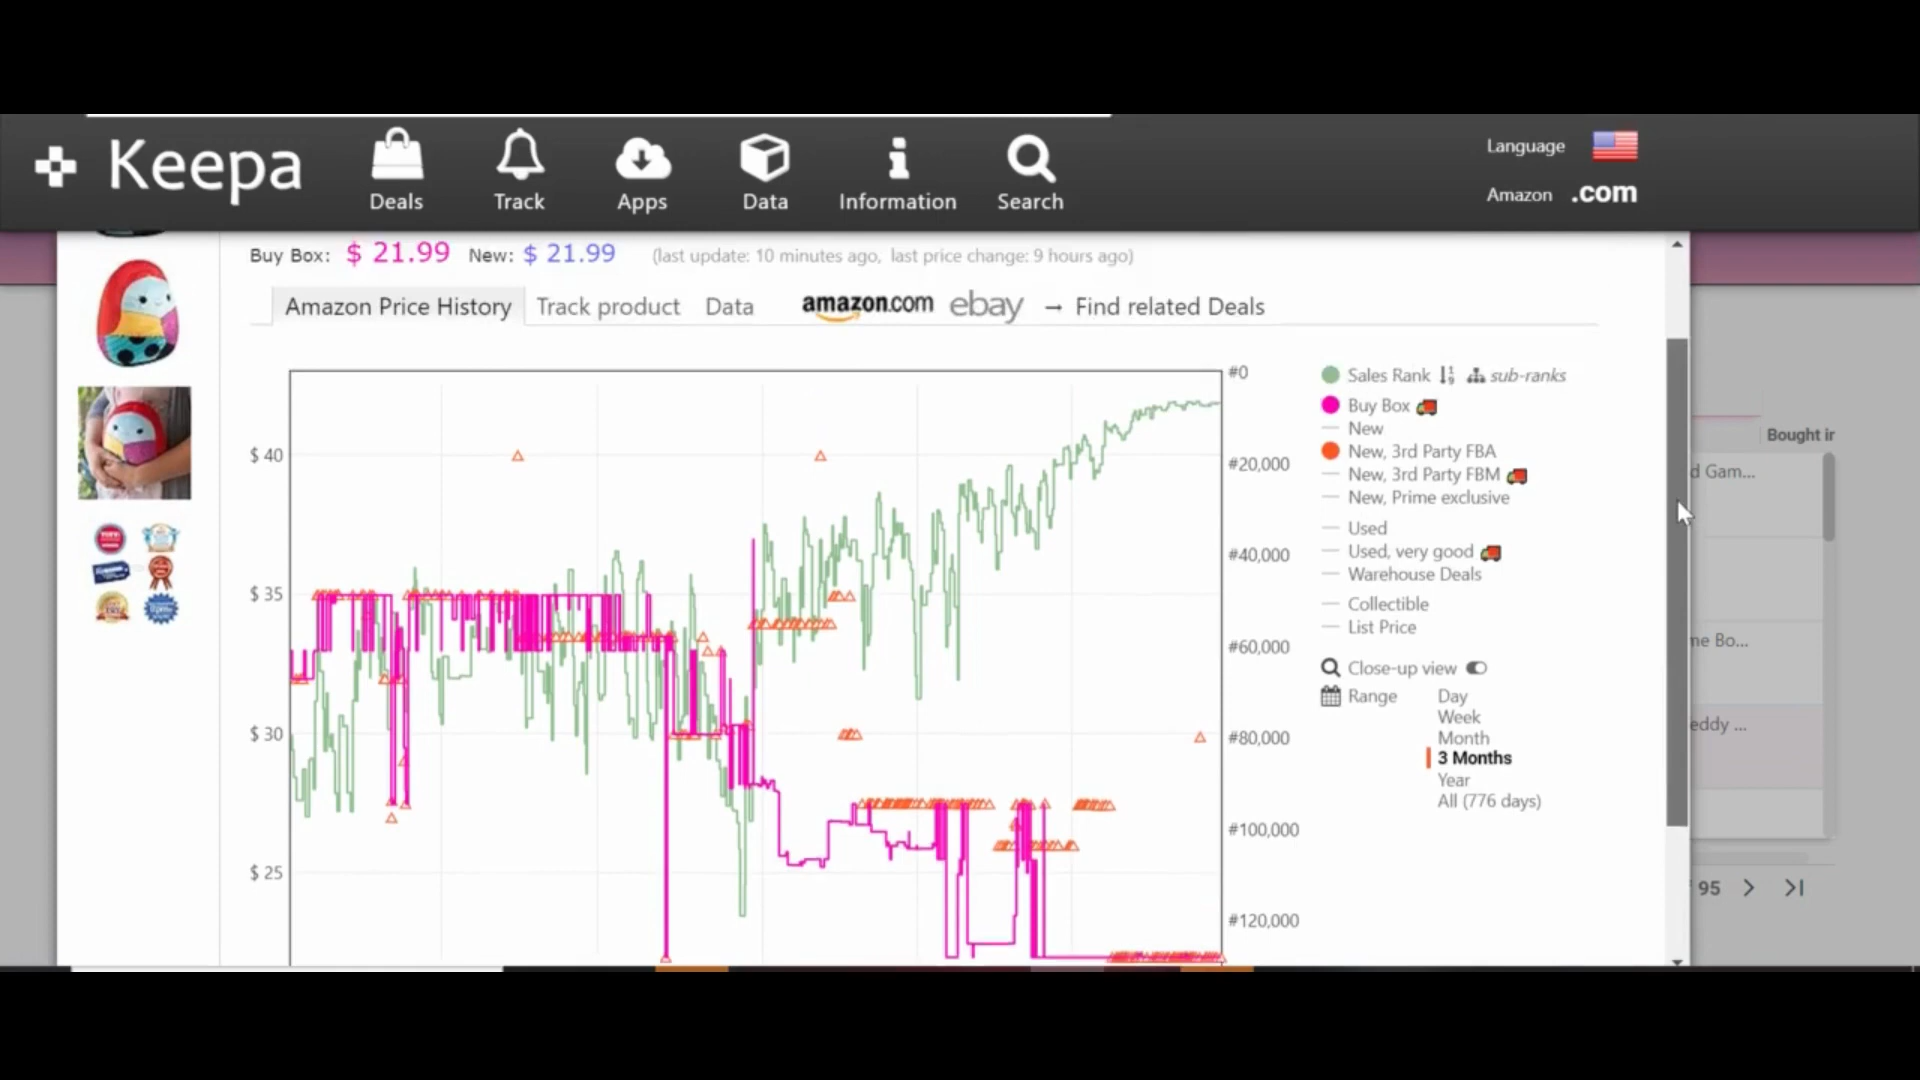 Keepa
Deals
Track
Apps
Data
Information
Search
Language
Amazon .com
Buy Box: $ 21.99 New: $ 21.99 (last update: 10 minutes ago, last price change: 9 hours ago)
Amazon Price History Track product Data amazon.com ebay → Find related Deals
$ 40
$ 35
$ 30
$ 25
#0
#20,000
#40,000
#60,000
#80,000
#100,000
#120,000
Sales Rank sub-ranks
Buy Box
New
New, 3rd Party FBA
New, 3rd Party FBM
New, Prime exclusive
Used
Used, very good
Warehouse Deals
Collectible
List Price
Close-up view
Range
Day
Week
Month
3 Months
Year
All (776 days)
Bought ir
d Gam...
ne Bo...
eddy ...
95